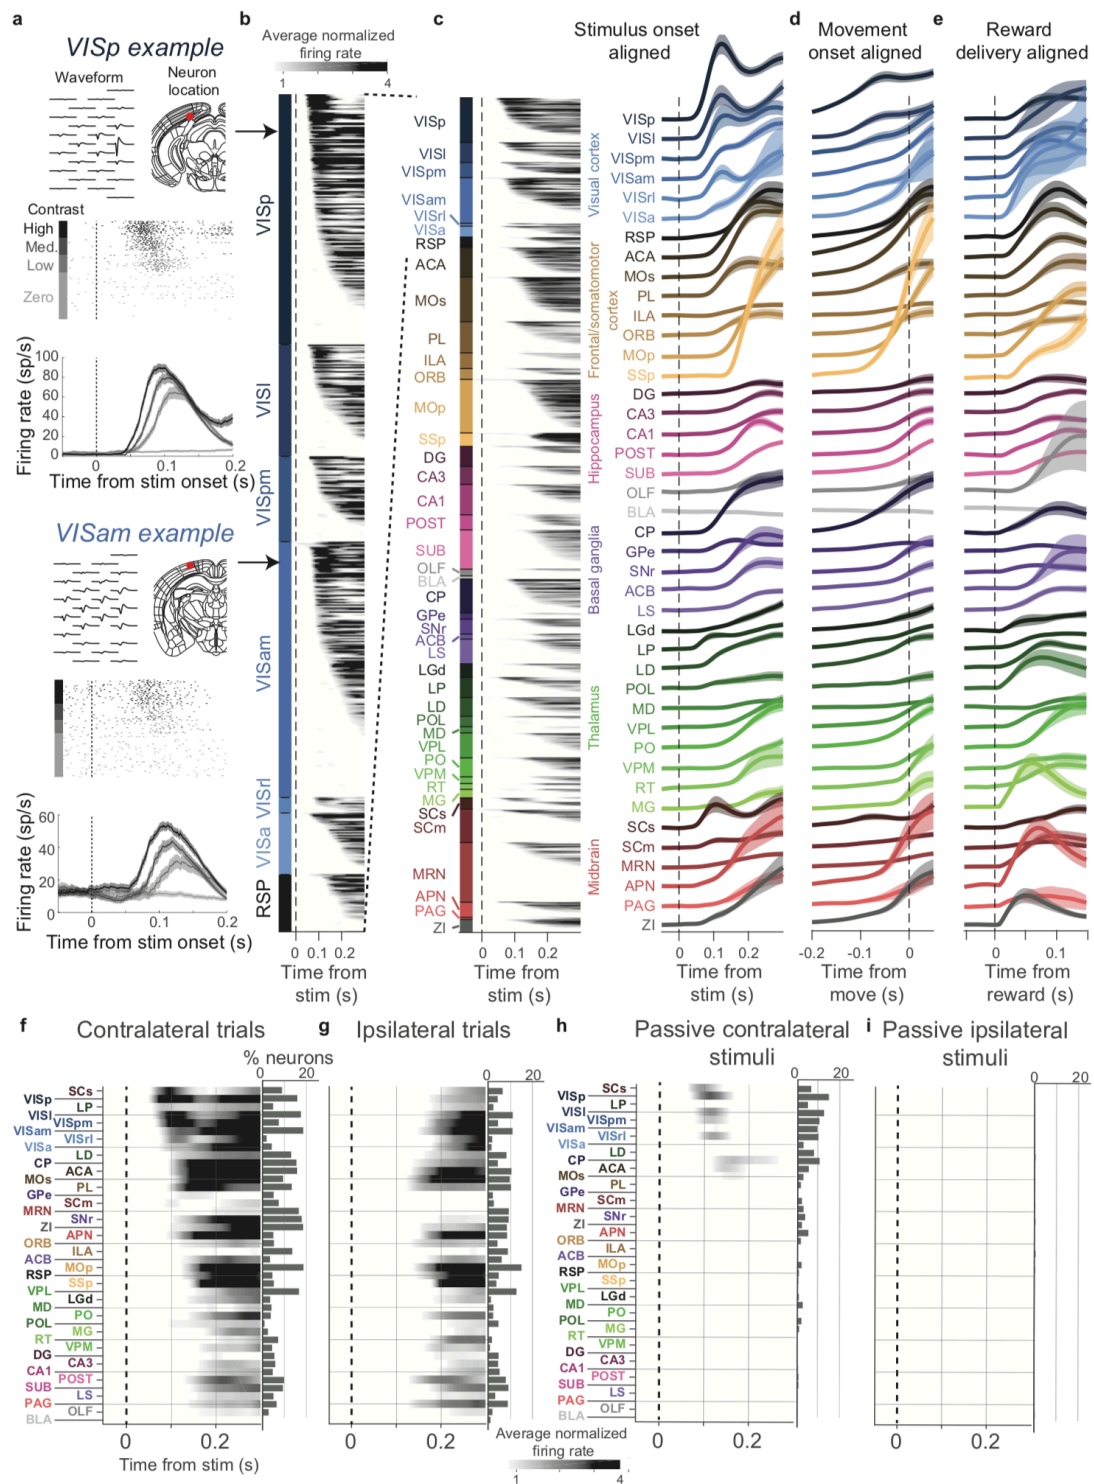 a
VISp example
Waveform
Neuron
location
Contrast
High
Med.
Low
Zero
Firing rate (sp/s)
100
80
60
40
20
0
0
0.1
0.2
Time from stim onset (s)
VISam example
Firing rate (sp/s)
60
40
20
0
0
0.1
0.2
Time from stim onset (s)
b
Average normalized
firing rate
1
4
VISp
VISl
VISpm
VISam
VISrl
VISa
RSP
0
0.1
0.2
Time from
stim (s)
c
Stimulus onset
aligned
VISp
VISl
VISpm
VISam
VISrl
VISa
RSP
ACA
MOs
PL
ILA
ORB
MOp
SSp
DG
CA3
CA1
POST
SUB
OLF
BLA
CP
GPe
SNr
ACB
LS
LGd
LP
LD
POL
MD
VPL
PO
VPM
RT
MG
SCs
SCm
MRN
APN
PAG
ZI
0
0.1
0.2
Time from
stim (s)
Visual cortex
Frontal/somatomotor
cortex
Hippocampus
Basal ganglia
Thalamus
Midbrain
VISp
VISl
VISpm
VISam
VISrl
VISa
RSP
ACA
MOs
PL
ILA
ORB
MOp
SSp
DG
CA3
CA1
POST
SUB
OLF
BLA
CP
GPe
SNr
ACB
LS
LGd
LP
LD
POL
MD
VPL
PO
VPM
RT
MG
SCs
SCm
MRN
APN
PAG
ZI
0
0.1
0.2
Time from
stim (s)
d
Movement
onset aligned
-0.2
-0.1
0
Time from
move (s)
e
Reward
delivery aligned
0
0.1
Time from
reward (s)
f
Contralateral trials
% neurons
0
20
SCs
VISp
LP
VISl
VISpm
VISam
VISrl
VISa
LD
CP
ACA
MOs
PL
GPe
SCm
MRN
SNr
ZI
APN
ORB
ILA
ACB
MOp
RSP
SSp
VPL
LGd
MD
PO
POL
MG
RT
VPM
DG
CA3
CA1
POST
SUB
LS
PAG
OLF
BLA
0
0.2
Time from stim (s)
g
Ipsilateral trials
0
20
0
0.2
h
Passive contralateral
stimuli
0
20
SCs
VISp
LP
VISl
VISpm
VISam
VISrl
VISa
LD
CP
ACA
MOs
PL
GPe
SCm
MRN
SNr
ZI
APN
ORB
ILA
ACB
MOp
RSP
SSp
VPL
LGd
MD
PO
POL
MG
RT
VPM
DG
CA3
CA1
POST
SUB
LS
PAG
OLF
BLA
0
0.2
i
Passive ipsilateral
stimuli
0
20
0
0.2
Average normalized
firing rate
1
4